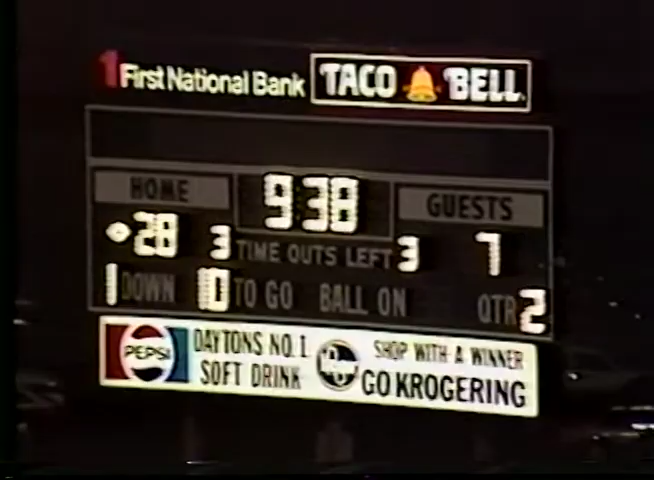 1 First National Bank
TACO BELL
9:38
HOME
GUESTS
28 3 TIME OUTS LEFT 3 7
1 DOWN 10 TO GO BALL ON QTR 2
PEPSI
DAYTONS NO. 1
SOFT DRINK
SHOP WITH A WINNER
GO KROGERING